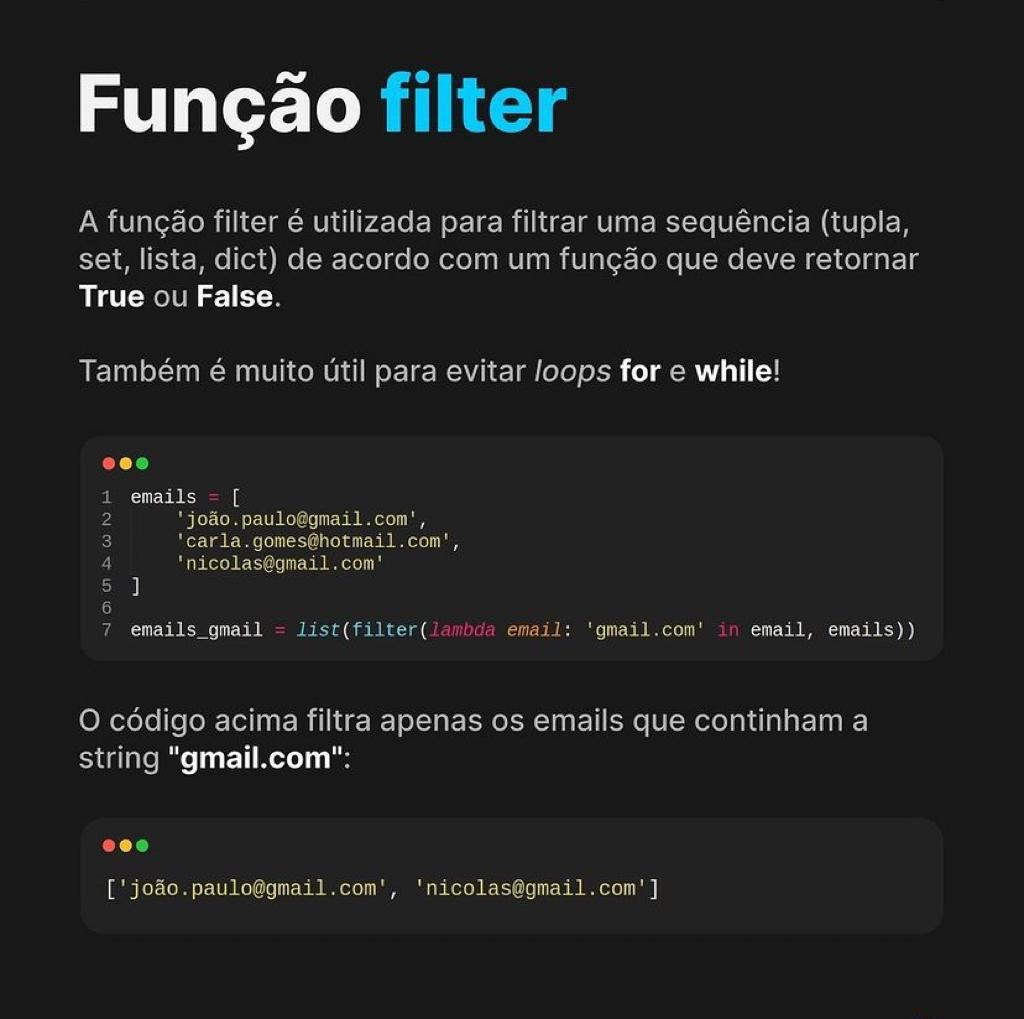 Função filter
A função filter é utilizada para filtrar uma sequência (tupla,
set, lista, dict) de acordo com um função que deve retornar
True ou False.
Também é muito útil para evitar loops for e while!
1 emails = [
2     'joão.paulo@gmail.com',
3     'carla.gomes@hotmail.com',
4     'nicolas@gmail.com'
5 ]
6
7 emails_gmail = list(filter(lambda email: 'gmail.com' in email, emails))
O código acima filtra apenas os emails que continham a
string "gmail.com":
['joão.paulo@gmail.com', 'nicolas@gmail.com']